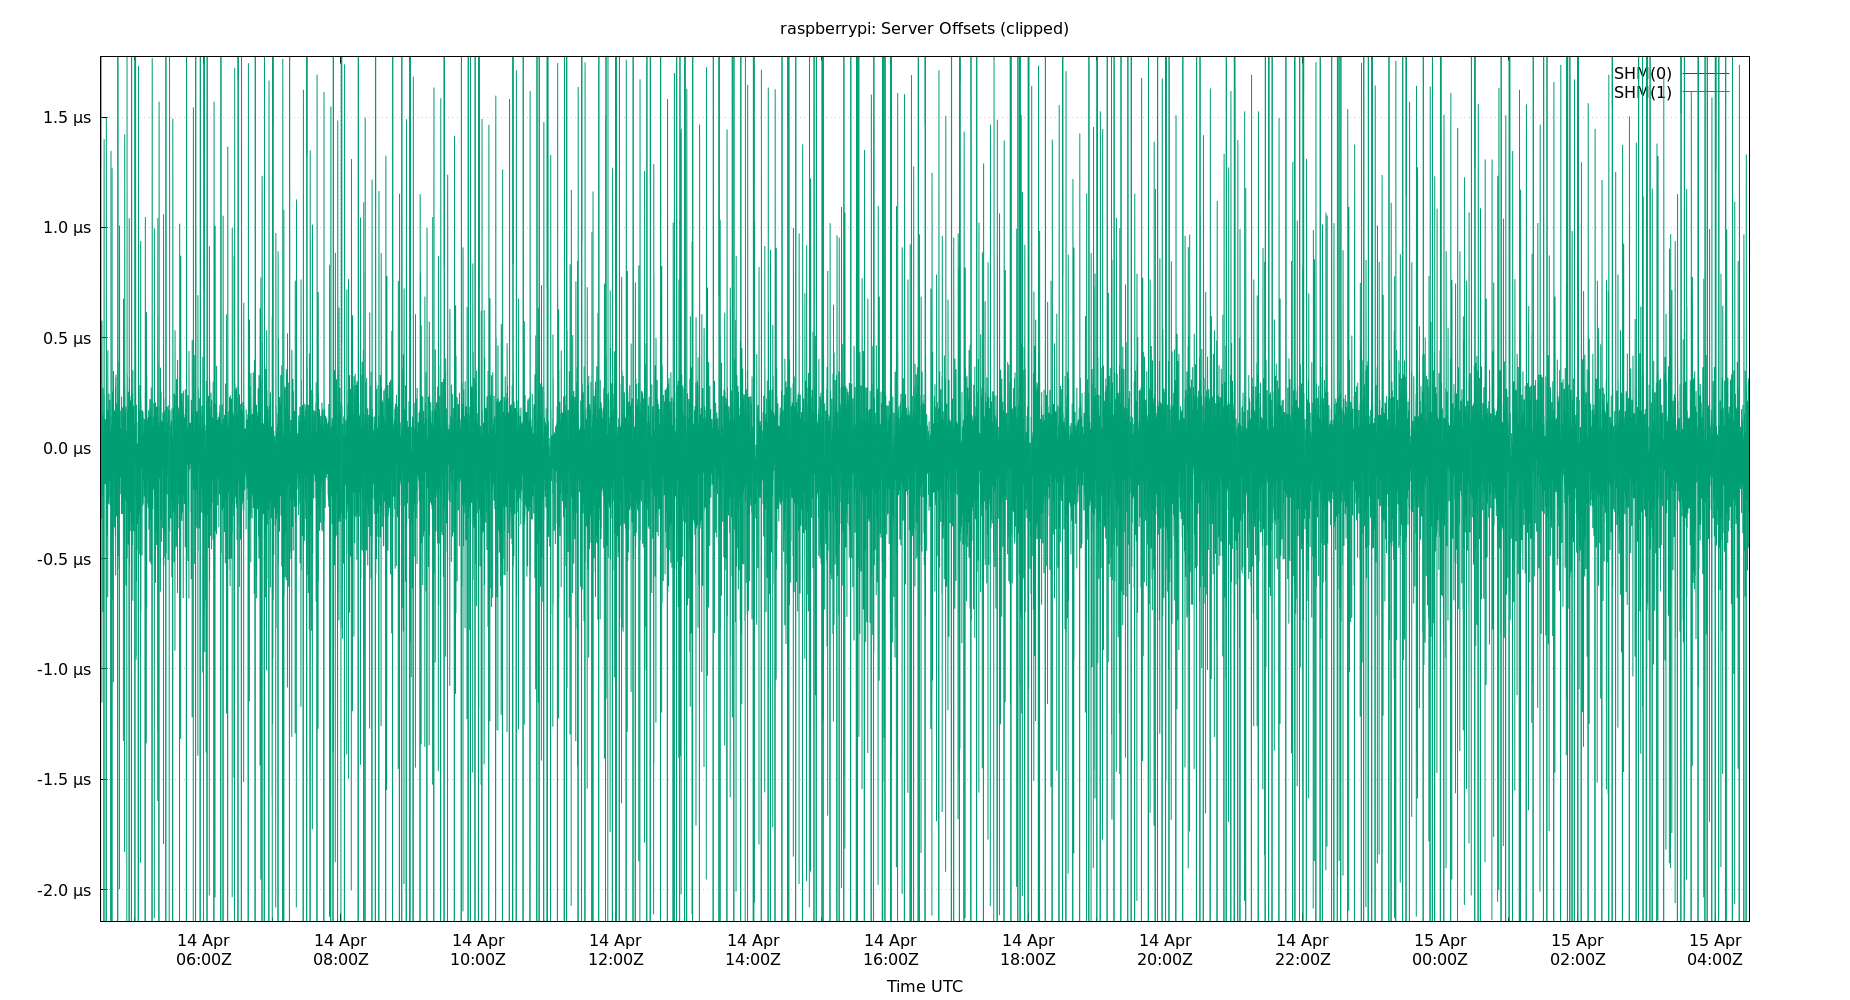 raspberrypi: Server Offsets (clipped)
SHM(0)
SHM(1)
1.5 µs
1.0 µs
0.5 µs
0.0 µs
-0.5 µs
-1.0 µs
-1.5 µs
-2.0 µs
14 Apr 14 Apr 14 Apr 14 Apr 14 Apr 14 Apr 14 Apr 14 Apr 14 Apr 15 Apr 15 Apr 15 Apr
06:00Z 08:00Z 10:00Z 12:00Z 14:00Z 16:00Z 18:00Z 20:00Z 22:00Z 00:00Z 02:00Z 04:00Z
Time UTC